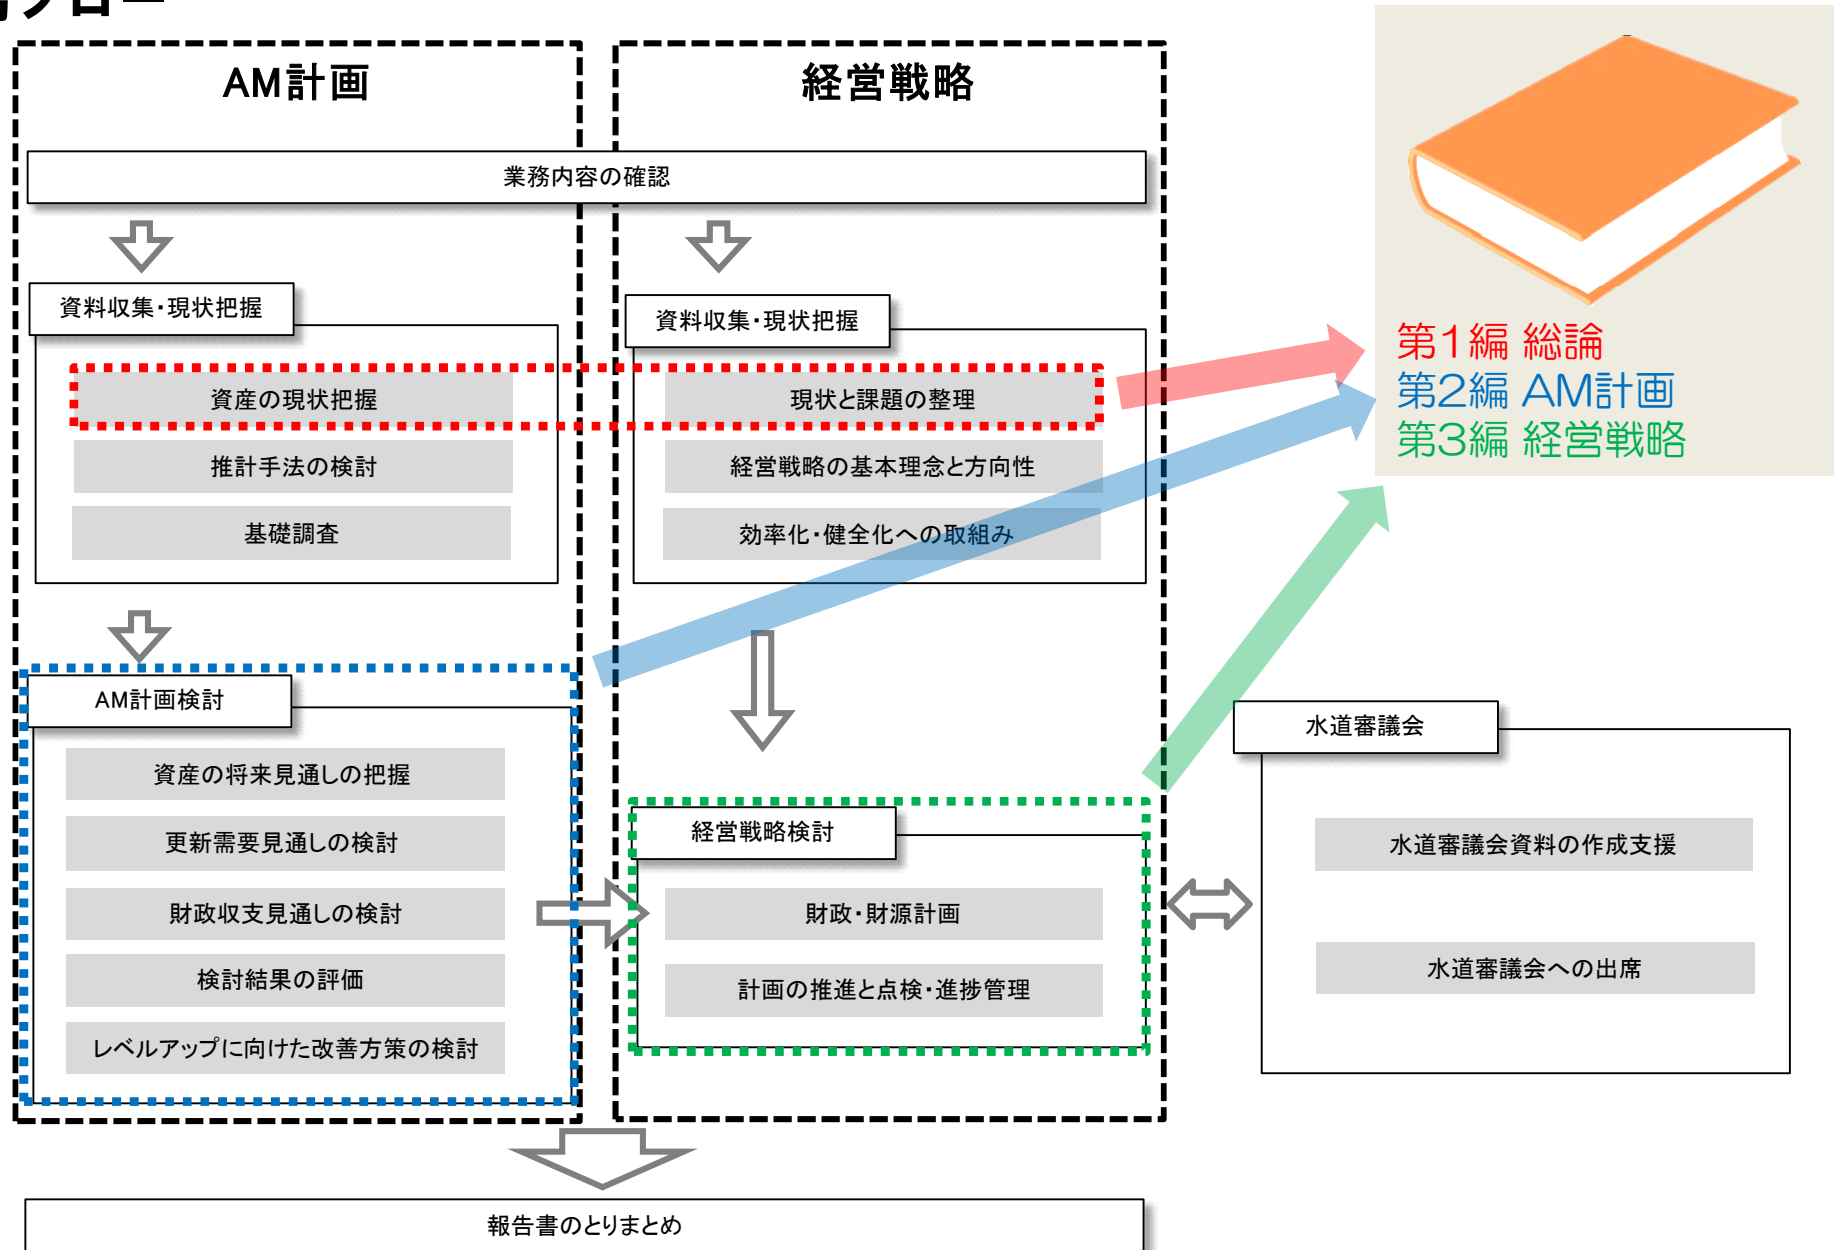 フロー
AM計画
経営戦略
業務内容の確認
資料収集・現状把握
資産の現状把握
推計手法の検討
基礎調査
資料収集・現状把握
現状と課題の整理
経営戦略の基本理念と方向性
効率化・健全化への取組み
第1編 総論
第2編 AM計画
第3編 経営戦略
AM計画検討
資産の将来見通しの把握
更新需要見通しの検討
財政収支見通しの検討
検討結果の評価
レベルアップに向けた改善方策の検討
経営戦略検討
財政・財源計画
計画の推進と点検・進捗管理
水道審議会
水道審議会資料の作成支援
水道審議会への出席
報告書のとりまとめ